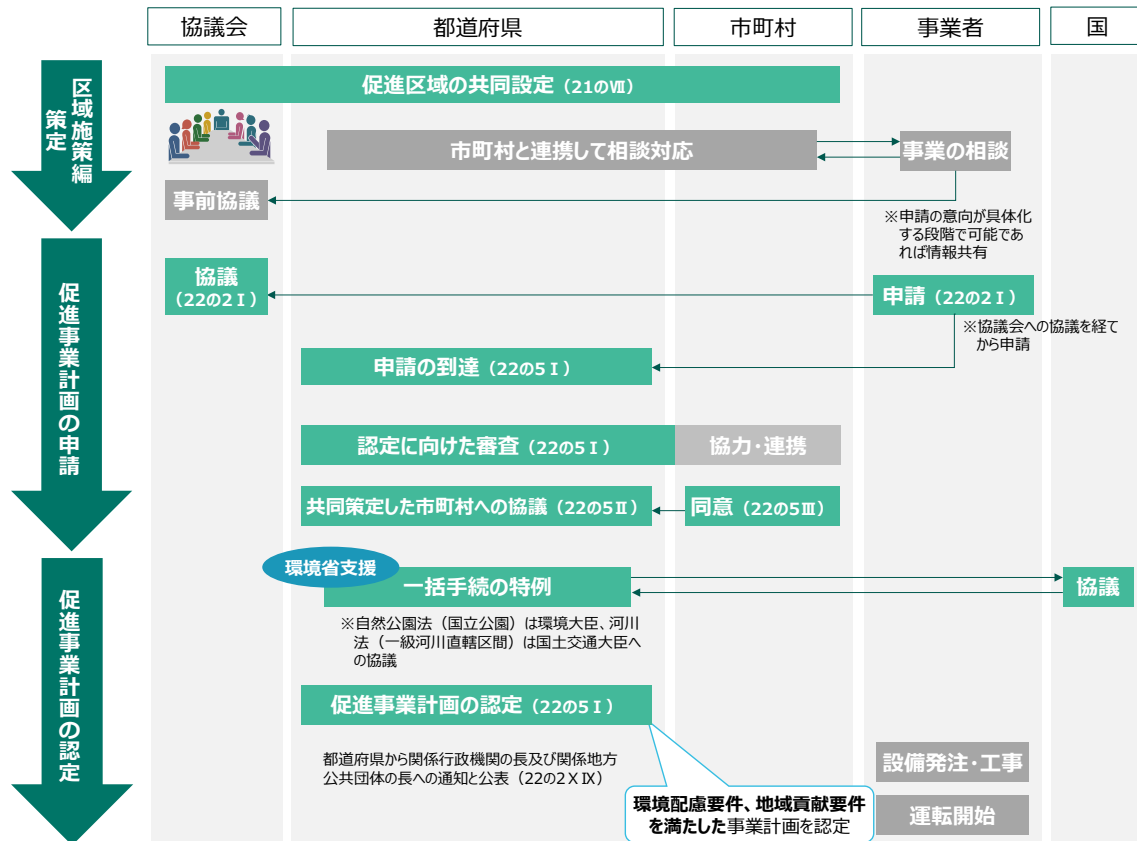 協議会
都道府県
市町村
事業者
国
区域施策編
策定
促進区域の共同設定（21のⅦ）
市町村と連携して相談対応
事業の相談
事前協議
※申請の意向が具体化
する段階で可能であ
れば情報共有
促進事業計画の申請
協議
（22の2Ⅰ）
申請（22の2Ⅰ）
※協議会への協議を経て
から申請
申請の到達（22の5Ⅰ）
認定に向けた審査（22の5Ⅰ）
協力・連携
共同策定した市町村への協議（22の5Ⅱ）
同意（22の5Ⅲ）
促進事業計画の認定
環境省支援
一括手続の特例
協議
※自然公園法（国立公園）は環境大臣、河川
法（一級河川直轄区間）は国土交通大臣へ
の協議
促進事業計画の認定（22の5Ⅰ）
都道府県から関係行政機関の長及び関係地方
公共団体の長への通知と公表（22の2ⅩⅨ）
環境配慮要件、地域貢献要件
を満たした事業計画を認定
設備発注・工事
運転開始